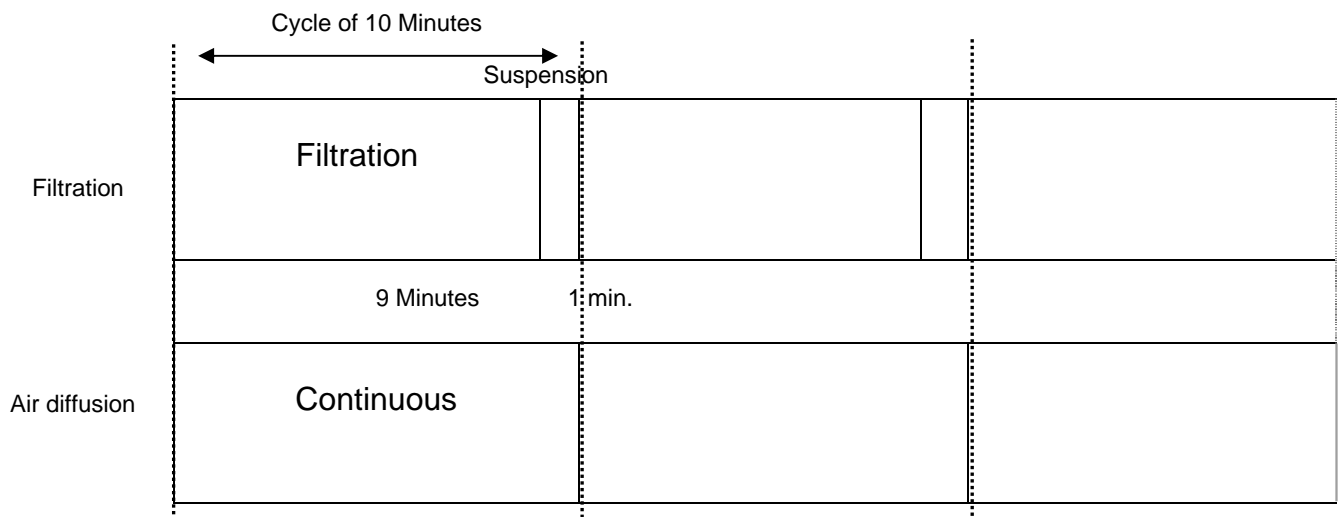 Cycle of 10 Minutes
Suspension
Filtration
Filtration
9 Minutes 1 min.
Air diffusion
Continuous